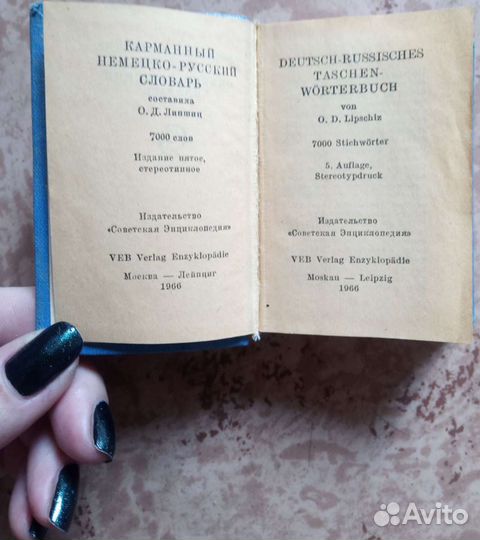 КАРМАННЫЙ
НЕМЕЦКО-РУССКИЙ
СЛОВАРЬ
составила
О. Д. Липшиц
7000 слов
Издание пятое,
стереотипное
Издательство
«Советская Энциклопедия»
VEB Verlag Enzyklopädie
Москва — Лейпциг
1966
DEUTSCH-RUSSISCHES
TASCHEN-
WÖRTERBUCH
von
O. D. Lipschiz
7000 Stichwörter
5. Auflage,
Stereotypdruck
Издательство
«Советская Энциклопедия»
VEB Verlag Enzyklopädie
Moskau — Leipzig
1966
Avito